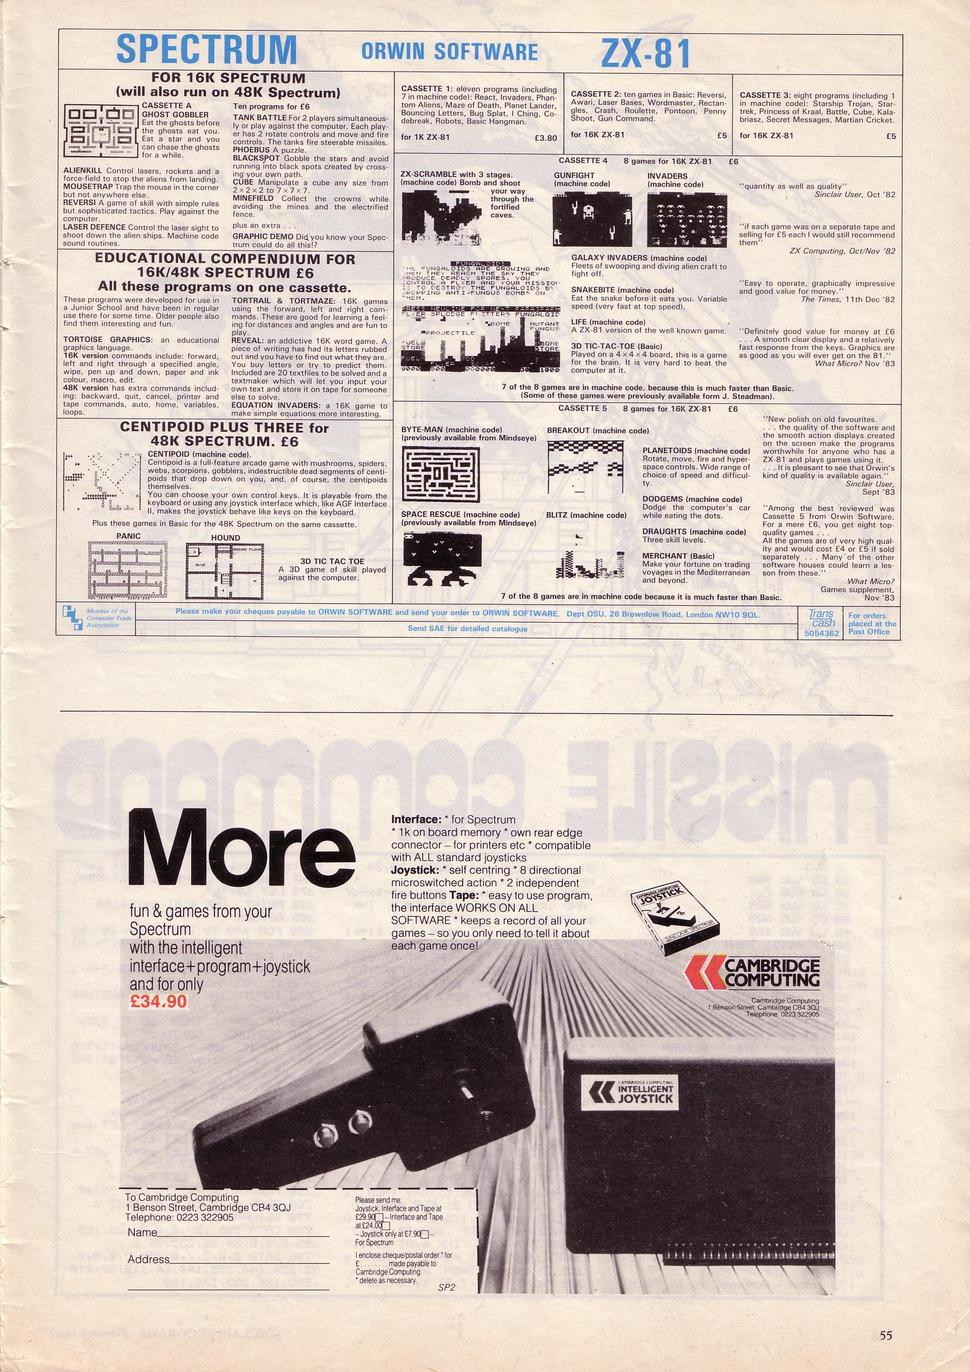 SPECTRUM ORWIN SOFTWARE ZX-81
FOR 16K SPECTRUM
(will also run on 48K Spectrum)
CASSETTE A
GHOST GOBBLER
Eat the ghosts before
the ghosts eat you.
Eat a star and you
can chase the ghosts
for a while.
ALIENKILL Control lasers, rockets and a
force-field to stop the aliens from landing.
MOUSETRAP Trap the mouse in the corner
but not anywhere else.
REVERSI A game of skill with simple rules
but sophisticated tactics. Play against the
computer.
LASER DEFENCE Control the laser sight to
shoot down the alien ships. Machine code
sound routines.
Ten programs for £6
TANK BATTLE For 2 players simultaneous-
ly or play against the computer. Each play-
er has 2 rotate controls and move and fire
controls. The tanks fire steerable missiles.
PHOEBUS A puzzle.
BLACKSPOT Gobble the stars and avoid
running into black spots created by cross-
ing your own path.
CUBE Manipulate a cube any size from
2×2×2 to 7×7×7.
MINEFIELD Collect the crowns while
avoiding the mines and the electrified
fence.
plus an extra . . .
GRAPHIC DEMO Did you know your Spec-
trum could do all this!?
EDUCATIONAL COMPENDIUM FOR
16K/48K SPECTRUM £6
All these programs on one cassette.
These programs were developed for use in
a Junior School and have been in regular
use there for some time. Older people also
find them interesting and fun.
TORTOISE GRAPHICS: an educational
graphics language.
16K version commands include: forward,
left and right through a specified angle,
wipe, pen up and down, paper and ink
colour, macro, edit.
48K version has extra commands includ-
ing: backward, quit, cancel, printer and
tape commands, auto, home, variables,
loops.
TORTRAIL & TORTMAZE: 16K games
using the forward, left and right com-
mands. These are good for learning a feel-
ing for distances and angles and are fun to
play.
REVEAL: an addictive 16K word game. A
piece of writing has had its letters rubbed
out and you have to find out what they are.
You buy letters or try to predict them.
Included are 20 textfiles to be solved and a
textmaker which will let you input your
own text and store it on tape for someone
else to solve.
EQUATION INVADERS: a 16K game to
make simple equations more interesting.
CENTIPOID PLUS THREE for
48K SPECTRUM. £6
CENTIPOID (machine code).
Centipoid is a full-feature arcade game with mushrooms, spiders,
webs, scorpions, gobblers, indestructible dead segments of centi-
poids that drop down on you, and, of course, the centipoids
themselves.
You can choose your own control keys. It is playable from the
keyboard or using any joystick interface which, like AGF Interface
II, makes the joystick behave like keys on the keyboard.
Plus these games in Basic for the 48K Spectrum on the same cassette.
PANIC
HOUND
3D TIC TAC TOE
A 3D game of skill played
against the computer.
CASSETTE 1: eleven programs (including
7 in machine code): React, Invaders, Phan-
tom Aliens, Maze of Death, Planet Lander,
Bouncing Letters, Bug Splat, I Ching, Co-
debreak, Robots, Basic Hangman.
for 1K ZX-81 £3.80
CASSETTE 2: ten games in Basic: Reversi,
Awari, Laser Bases, Wordmaster, Rectan-
gles, Crash, Roulette, Pontoon, Penny
Shoot, Gun Command.
for 16K ZX-81 £5
CASSETTE 3: eight programs (including 1
in machine code): Starship Trojan, Star-
trek, Princess of Kraal, Battle, Cube, Kala-
briasz, Secret Messages, Martian Cricket.
for 16K ZX-81 £5
CASSETTE 4 8 games for 16K ZX-81 £6
ZX-SCRAMBLE with 3 stages.
(machine code) Bomb and shoot
your way
through the
fortified
caves.
FUNGALOIDS
PROJECTILE
GUNFIGHT
(machine code)
INVADERS
(machine code)
GALAXY INVADERS (machine code)
Fleets of swooping and diving alien craft to
fight off.
SNAKEBITE (machine code)
Eat the snake before it eats you. Variable
speed (very fast at top speed).
LIFE (machine code)
A ZX-81 version of the well known game.
3D TIC-TAC-TOE (Basic)
Played on a 4×4×4 board, this is a game
for the brain. It is very hard to beat the
computer at it.
"quantity as well as quality"
Sinclair User, Oct '82
"if each game was on a separate tape and
selling for £5 each I would still recommend
them"
ZX Computing, Oct/Nov '82
"Easy to operate, graphically impressive
and good value for money."
The Times, 11th Dec '82
"Definitely good value for money at £6
. . . A smooth clear display and a relatively
fast response from the keys. Graphics are
as good as you will ever get on the 81."
What Micro? Nov '83
7 of the 8 games are in machine code, because this is much faster than Basic.
(Some of these games were previously available form J. Steadman).
CASSETTE 5 8 games for 16K ZX-81 £6
BYTE-MAN (machine code)
(previously available from Mindseye)
BREAKOUT (machine code)
SPACE RESCUE (machine code)
(previously available from Mindseye)
BLITZ (machine code)
PLANETOIDS (machine code)
Rotate, move, fire and hyper-
space controls. Wide range of
choice of speed and difficul-
ty.
DODGEMS (machine code)
Dodge the computer's car
while eating the dots.
DRAUGHTS (machine code)
Three skill levels.
MERCHANT (Basic)
Make your fortune on trading
voyages in the Mediterranean
and beyond.
"New polish on old favourites.
. . . the quality of the software and
the smooth action displays created
on the screen make the programs
worthwhile for anyone who has a
ZX-81 and plays games using it.
. . . It is pleasant to see that Orwin's
kind of quality is available again."
Sinclair User,
Sept '83
"Among the best reviewed was
Cassette 5 from Orwin Software.
For a mere £6, you get eight top-
quality games . . .
All the games are of very high qual-
ity and would cost £4 or £5 if sold
separately . . . Many of the other
software houses could learn a les-
son from these."
What Micro?
Games supplement,
Nov '83
7 of the 8 games are in machine code because it is much faster than Basic.
Member of the
Computer Trade
Association
Please make your cheques payable to ORWIN SOFTWARE and send your order to ORWIN SOFTWARE, Dept OSU, 26 Brownlow Road, London NW10 9QL.
Send SAE for detailed catalogue
Trans
cash
5054362
For orders
placed at the
Post Office
More
fun & games from your
Spectrum
with the intelligent
interface+program+joystick
and for only
£34.90
Interface: * for Spectrum
* 1k on board memory * own rear edge
connector – for printers etc * compatible
with ALL standard joysticks
Joystick: * self centring * 8 directional
microswitched action * 2 independent
fire buttons Tape: * easy to use program,
the interface WORKS ON ALL
SOFTWARE * keeps a record of all your
games – so you only need to tell it about
each game once!
JOYSTICK
CAMBRIDGE
COMPUTING
Cambridge Computing
1 Benson Street, Cambridge CB4 3QJ
Telephone: 0223 322905
CAMBRIDGE COMPUTING
INTELLIGENT
JOYSTICK
To Cambridge Computing
1 Benson Street, Cambridge CB4 3QJ
Telephone: 0223 322905
Name
Address
Please send me,
Joystick, Interface and Tape at
£29.90 – Interface and Tape
at £24.00
– Joystick only at £7.90 –
For Spectrum
I enclose cheque/postal order * for
£ ........ made payable to
Cambridge Computing.
* delete as necessary.
SP2
55